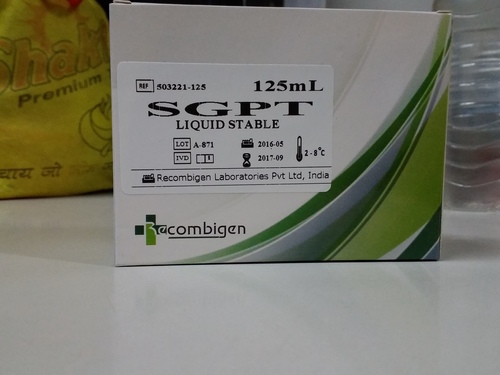 Shakti
Premium
चाय जो
REF 503221-125
125mL
SGPT
LIQUID STABLE
LOT A-871
2016-05
IVD
2017-09
2-8°C
Recombigen Laboratories Pvt Ltd, India
Recombigen